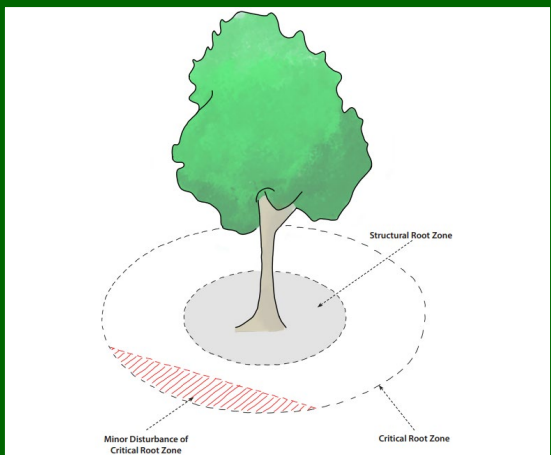 Structural Root Zone
Minor Disturbance of
Critical Root Zone
Critical Root Zone